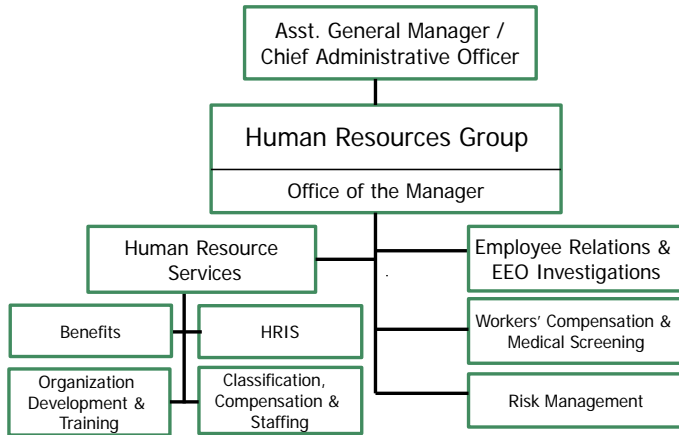 Asst. General Manager /
Chief Administrative Officer
Human Resources Group
Office of the Manager
Human Resource
Services
Employee Relations &
EEO Investigations
Benefits
HRIS
Workers' Compensation &
Medical Screening
Organization
Development &
Training
Classification,
Compensation &
Staffing
Risk Management